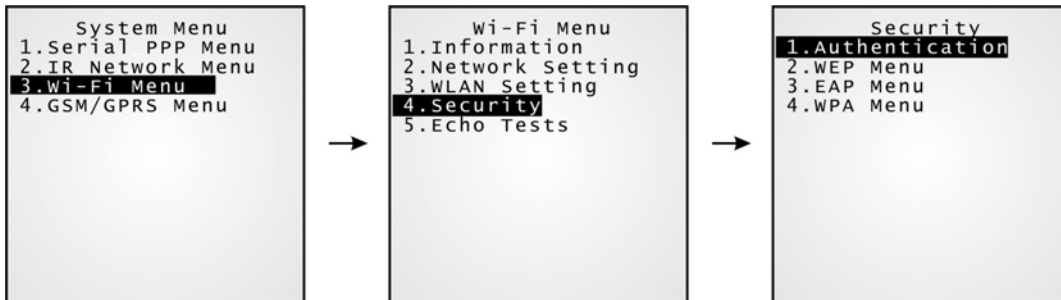 System Menu
1.Serial PPP Menu
2.IR Network Menu
3.Wi-Fi Menu
4.GSM/GPRS Menu
Wi-Fi Menu
1.Information
2.Network Setting
3.WLAN Setting
4.Security
5.Echo Tests
Security
1.Authentication
2.WEP Menu
3.EAP Menu
4.WPA Menu